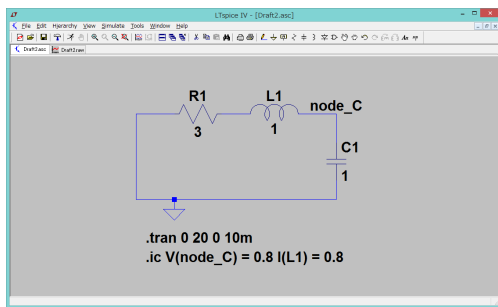 LTspice IV - [Draft2.asc]
File Edit Hierarchy View Simulate Tools Window Help
Draft2.asc Draft2.raw
R1
L1
node_C
3
1
C1
1
.tran 0 20 0 10m
.ic V(node_C) = 0.8 I(L1) = 0.8